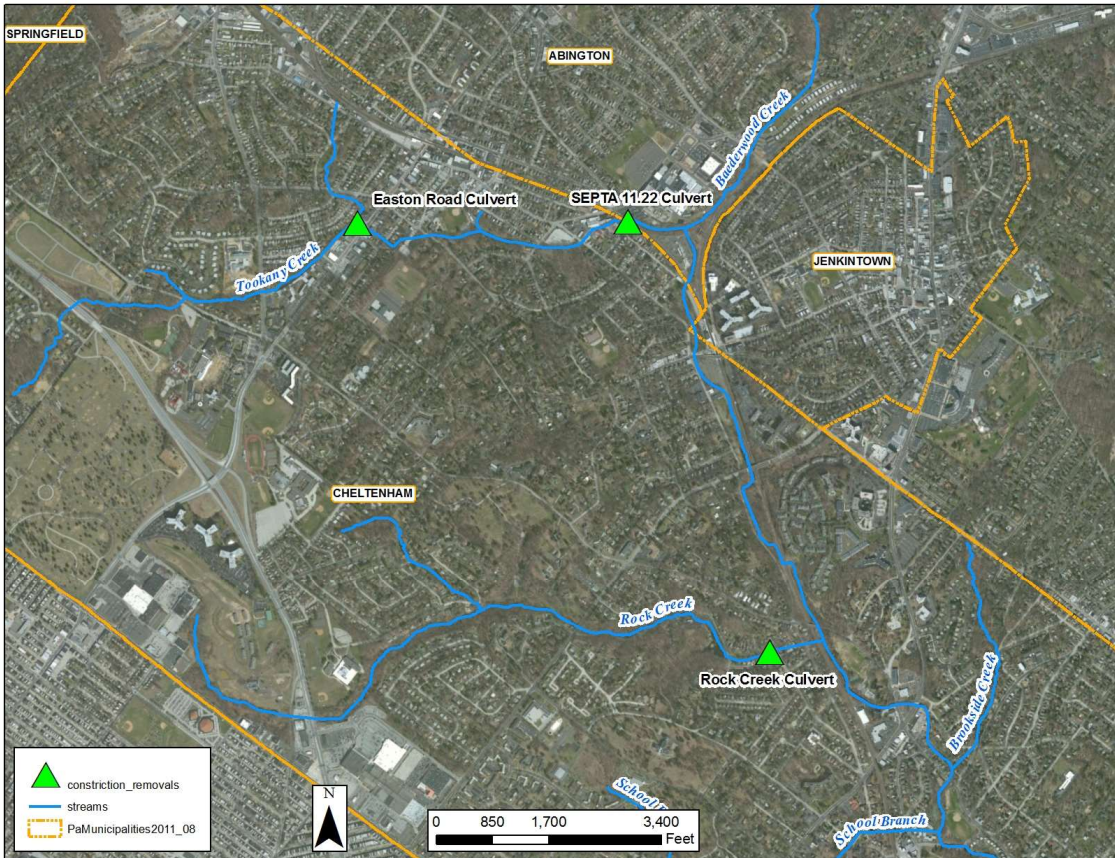 SPRINGFIELD
ABINGTON
Baederwood Creek
Easton Road Culvert
SEPTA 11.22 Culvert
Tookany Creek
JENKINTOWN
CHELTENHAM
Rock Creek
Rock Creek Culvert
Brookside Creek
School B
School Branch
constriction_removals
streams
PaMunicipalities2011_08
N
0 850 1,700 3,400
Feet